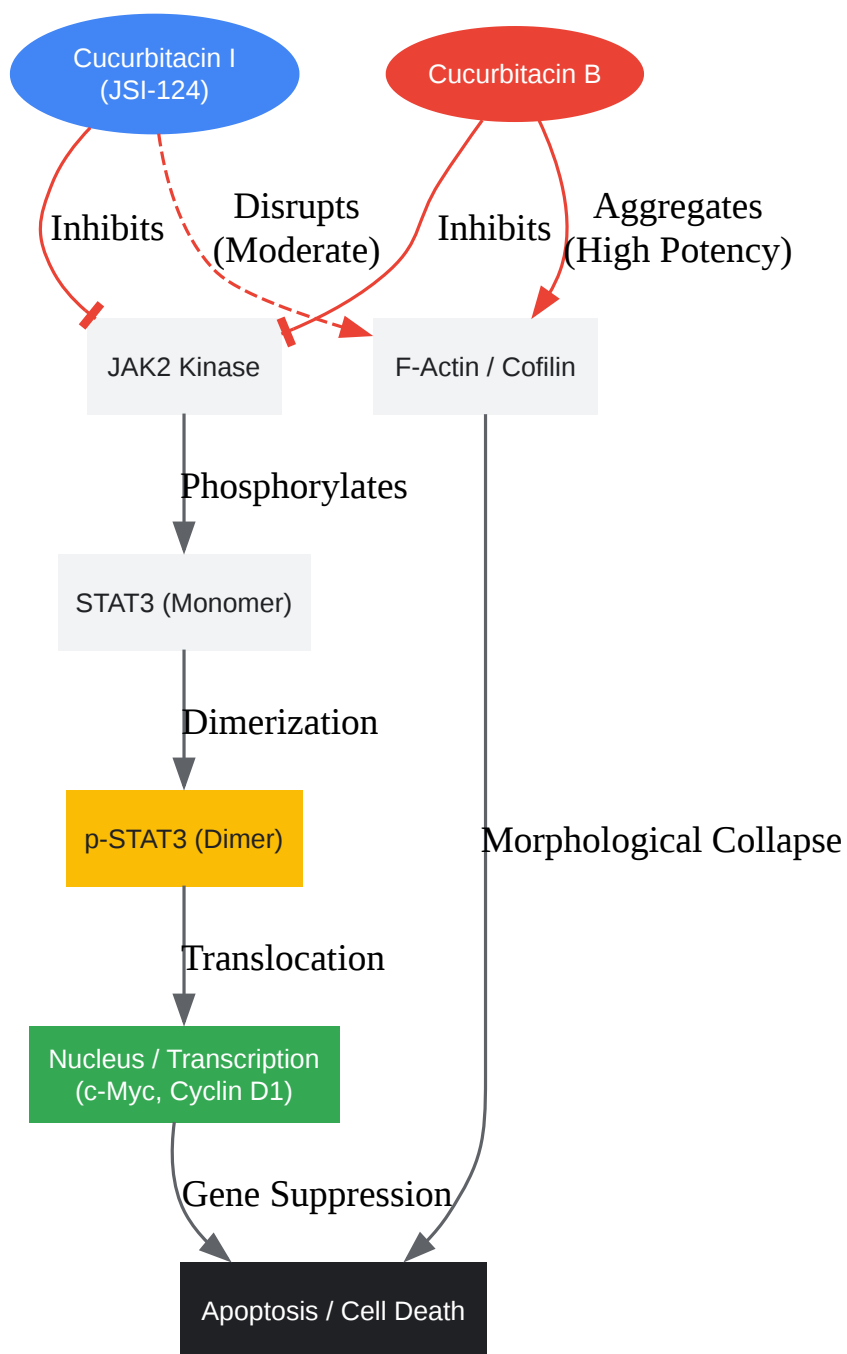 Cucurbitacin I
(JSI-124)
Cucurbitacin B
Inhibits
Disrupts
(Moderate)
Inhibits
Aggregates
(High Potency)
JAK2 Kinase
F-Actin / Cofilin
Phosphorylates
STAT3 (Monomer)
Dimerization
p-STAT3 (Dimer)
Morphological Collapse
Translocation
Nucleus / Transcription
(c-Myc, Cyclin D1)
Gene Suppression
Apoptosis / Cell Death